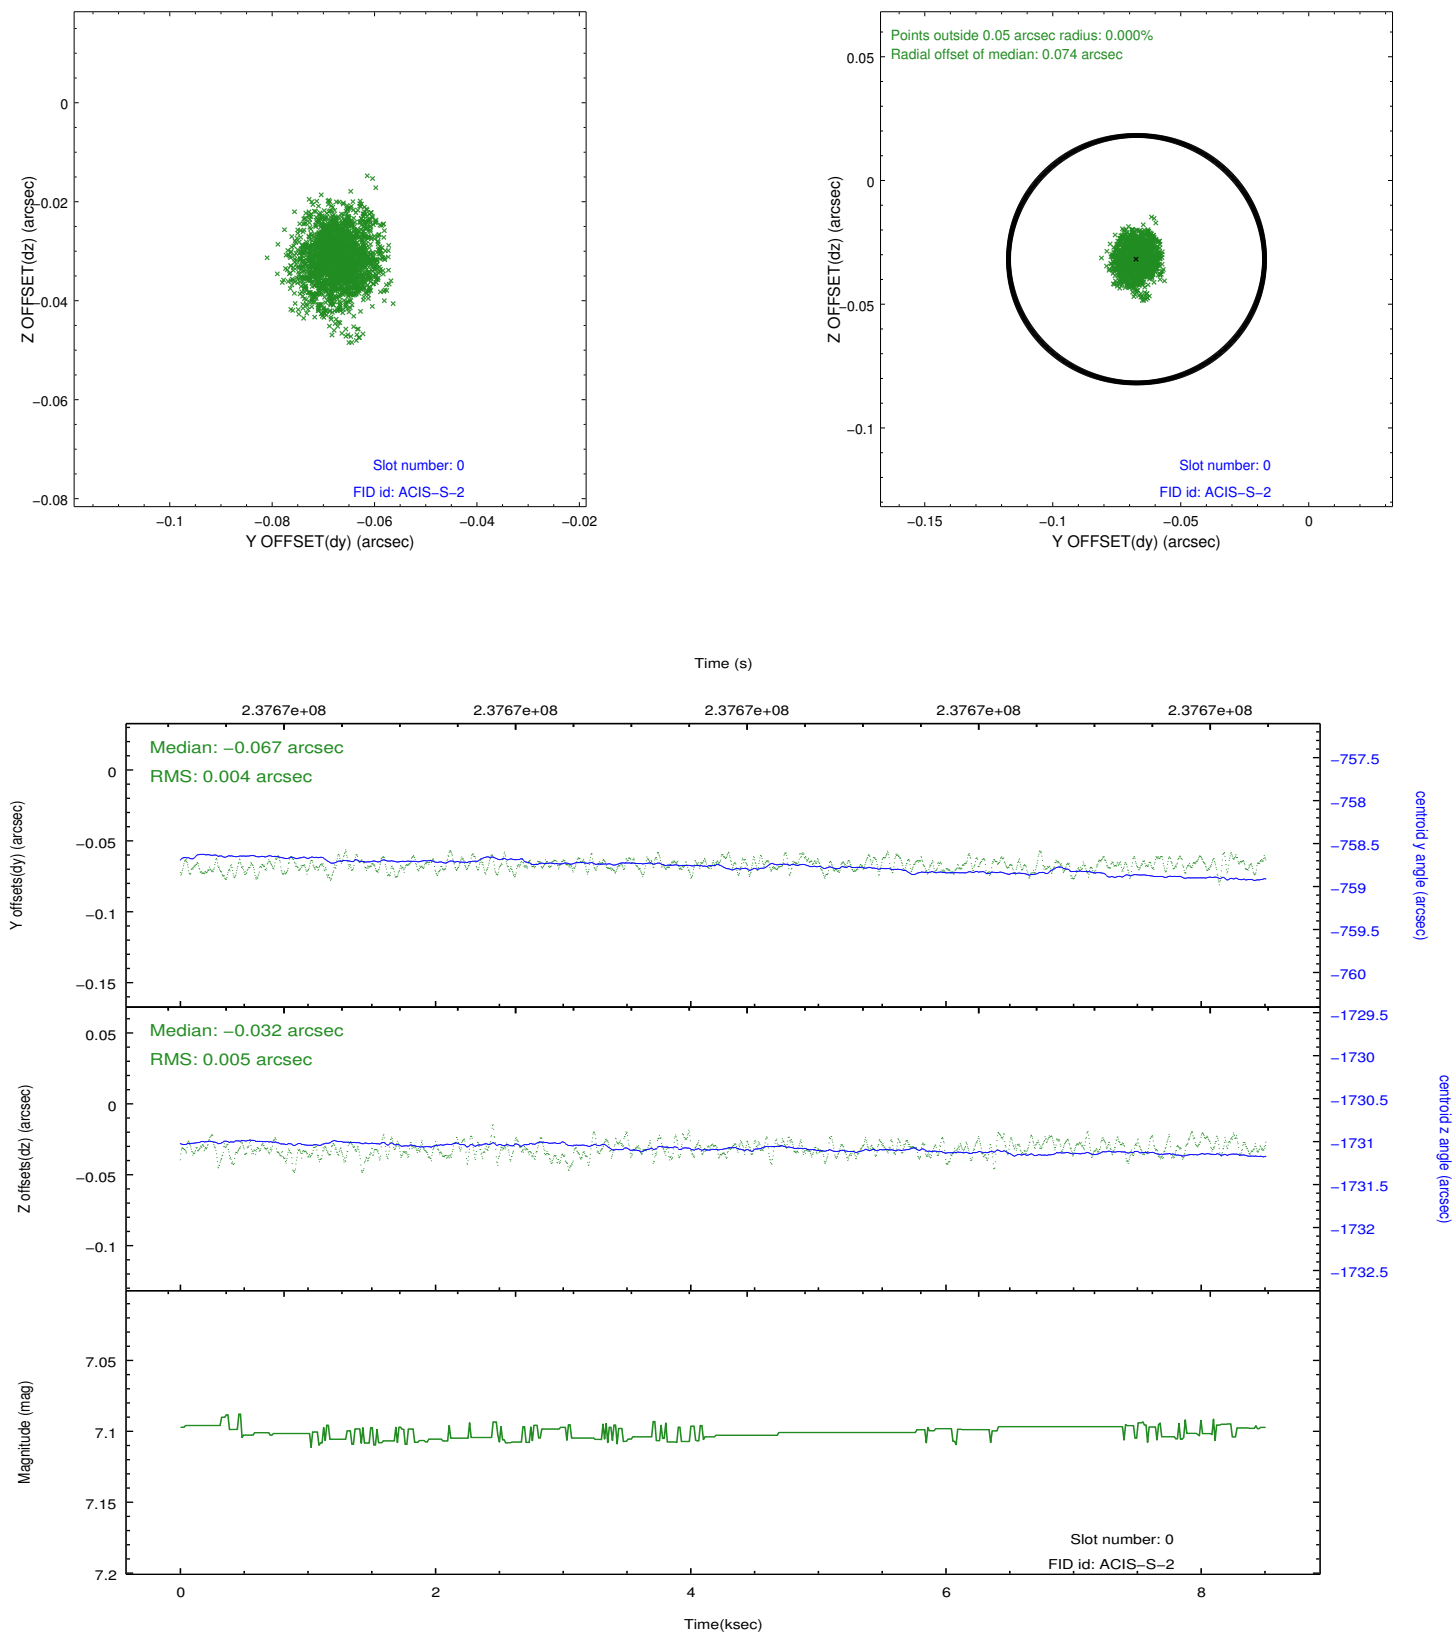 0
−0.02
−0.04
−0.06
−0.08
Z OFFSET(dz) (arcsec)
Slot number: 0
FID id: ACIS−S−2
−0.1
−0.08
−0.06
−0.04
−0.02
Y OFFSET(dy) (arcsec)
Points outside 0.05 arcsec radius: 0.000%
Radial offset of median: 0.074 arcsec
0.05
0
−0.05
−0.1
Z OFFSET(dz) (arcsec)
Slot number: 0
FID id: ACIS−S−2
−0.15
−0.1
−0.05
0
Y OFFSET(dy) (arcsec)
Time (s)
2.3767e+08
2.3767e+08
2.3767e+08
2.3767e+08
2.3767e+08
Median: −0.067 arcsec
RMS: 0.004 arcsec
0
−0.05
−0.1
−0.15
Y offsets(dy) (arcsec)
−757.5
−758
−758.5
−759
−759.5
−760
centroid y angle (arcsec)
Median: −0.032 arcsec
RMS: 0.005 arcsec
0.05
0
−0.05
−0.1
Z offsets(dz) (arcsec)
−1729.5
−1730
−1730.5
−1731
−1731.5
−1732
−1732.5
centroid z angle (arcsec)
7.05
7.1
7.15
7.2
Magnitude (mag)
Slot number: 0
FID id: ACIS−S−2
0
2
4
6
8
Time(ksec)